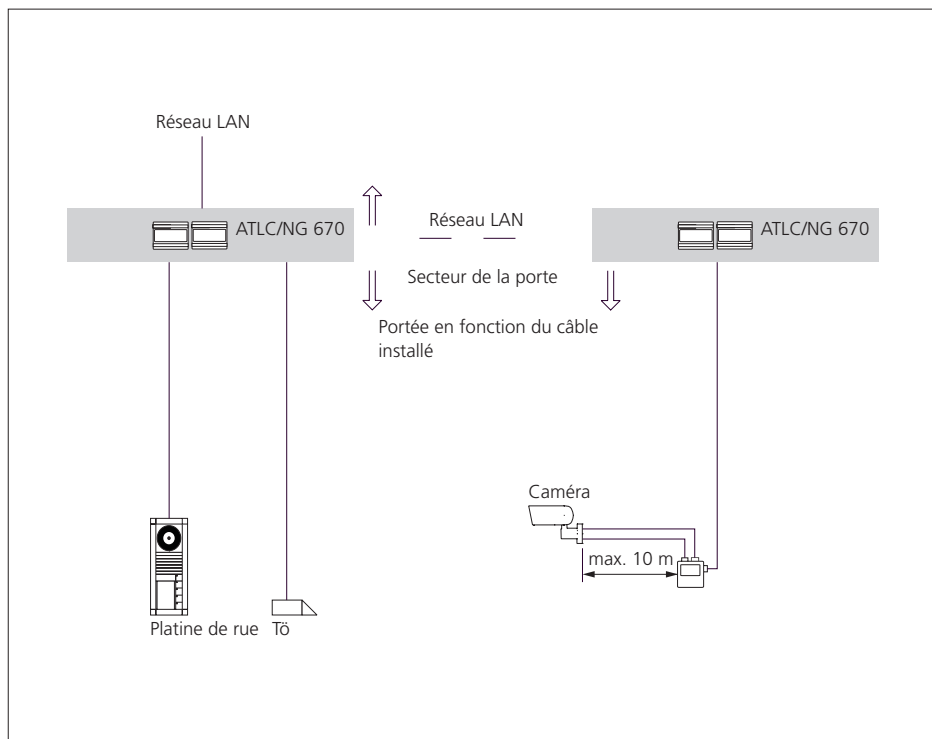 Réseau LAN
ATLC/NG 670
Réseau LAN
ATLC/NG 670
Secteur de la porte
Portée en fonction du câble
installé
Caméra
max. 10 m
Platine de rue
Tö